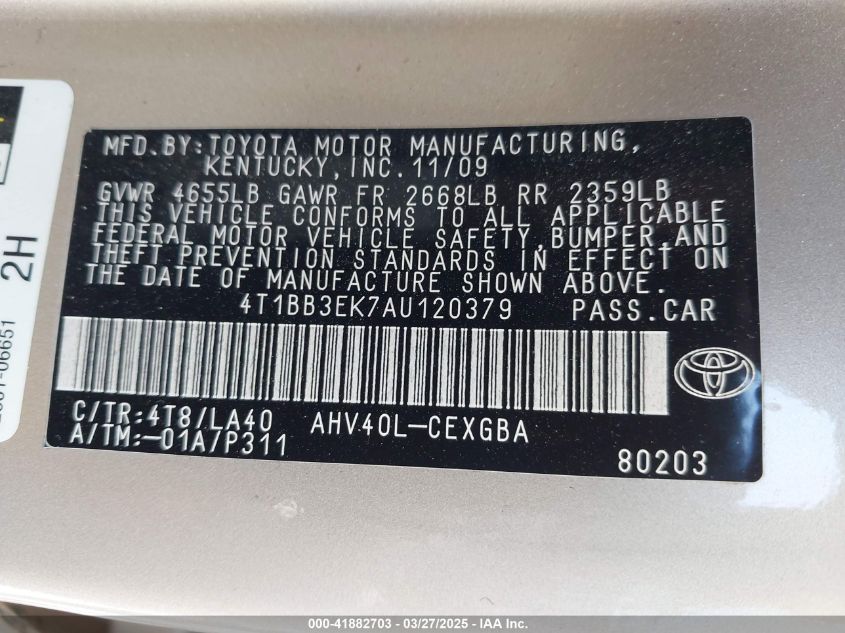 MFD.BY:TOYOTA MOTOR MANUFACTURING,
KENTUCKY,INC.11/09
GVWR 4655LB GAWR FR 2668LB RR 2359LB
THIS VEHICLE CONFORMS TO ALL APPLICABLE
FEDERAL MOTOR VEHICLE SAFETY,BUMPER,AND
THEFT PREVENTION STANDARDS IN EFFECT ON
THE DATE OF MANUFACTURE SHOWN ABOVE.
4T1BB3EK7AU120379 PASS.CAR
C/TR:4T8/LA40 AHV40L-CEXGBA
A/TM:-01A/P311
80203
2H
000-41882703 - 03/27/2025 - IAAI.COM